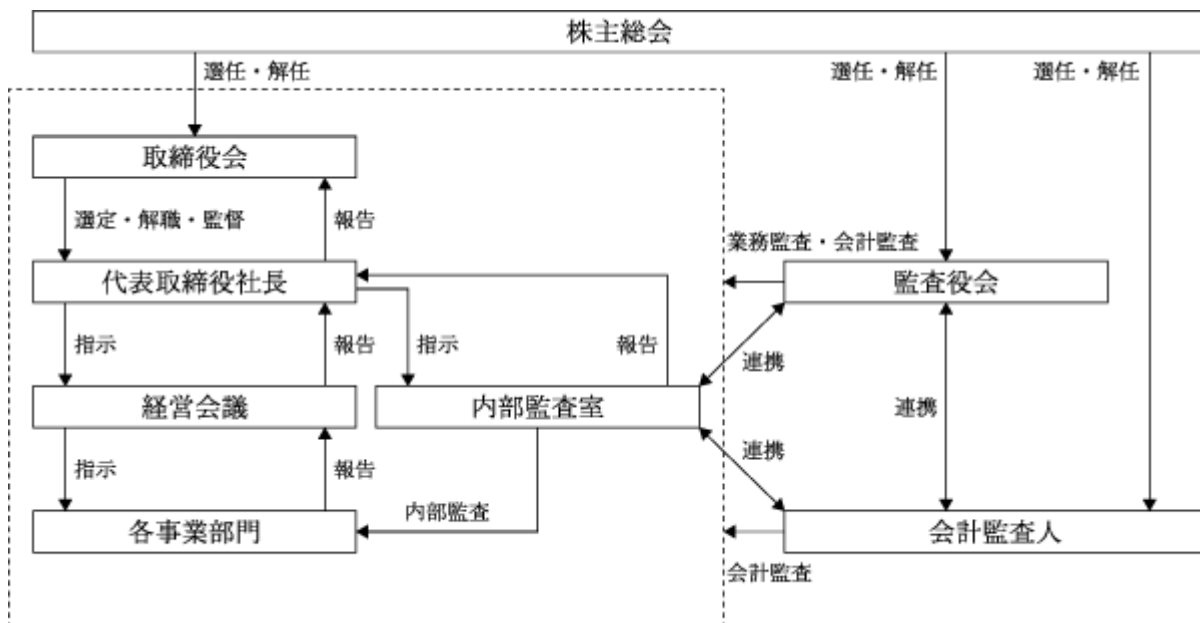 株主総会
選任・解任
選任・解任
選任・解任
取締役会
選定・解職・監督
報告
業務監査・会計監査
代表取締役社長
監査役会
指示
報告
指示
報告
連携
経営会議
内部監査室
連携
連携
指示
報告
内部監査
各事業部門
会計監査人
会計監査